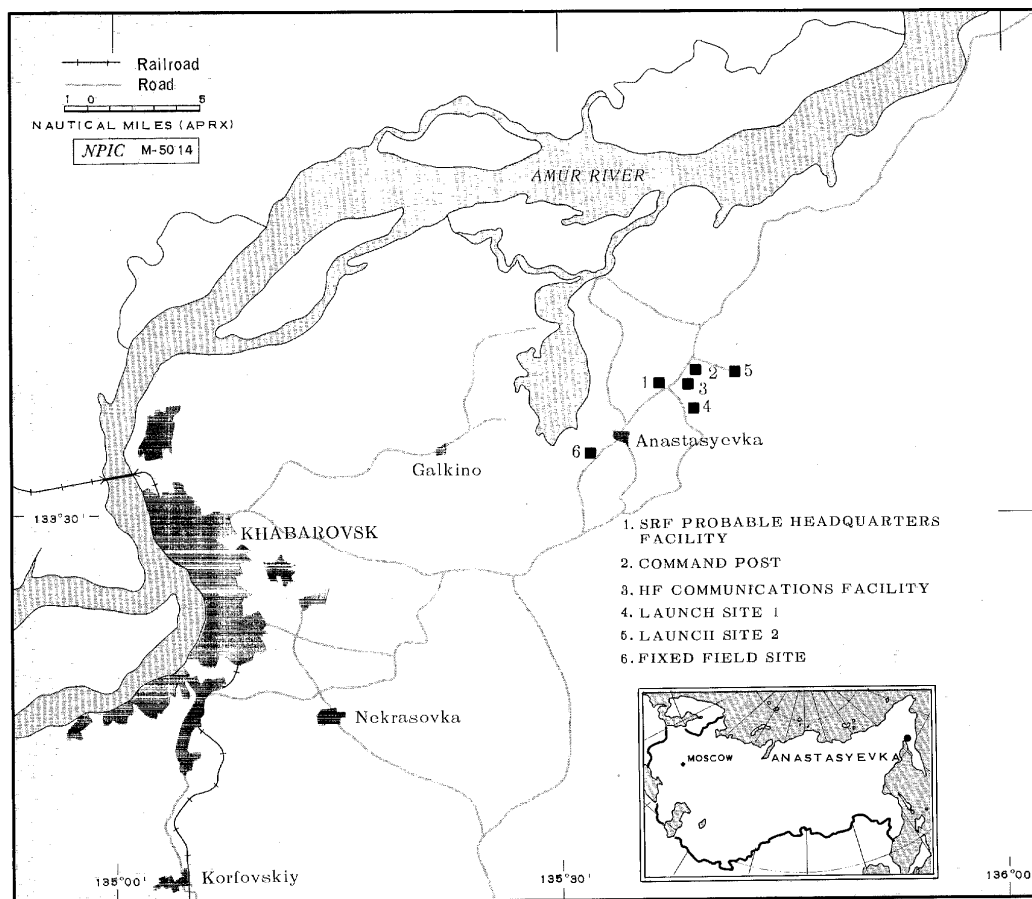 Railroad
Road
1 0 5
NAUTICAL MILES (APRX)
NPIC M-5014
AMUR RIVER
1
2
3
4
5
6
Anastasyevka
Galkino
133°30'
KHABAROVSK
1. SRF PROBABLE HEADQUARTERS
FACILITY
2. COMMAND POST
3. HF COMMUNICATIONS FACILITY
4. LAUNCH SITE 1
5. LAUNCH SITE 2
6. FIXED FIELD SITE
Nekrasovka
MOSCOW
ANASTASYEVKA
Korfovskiy
135°00'
135°30'
136°00'